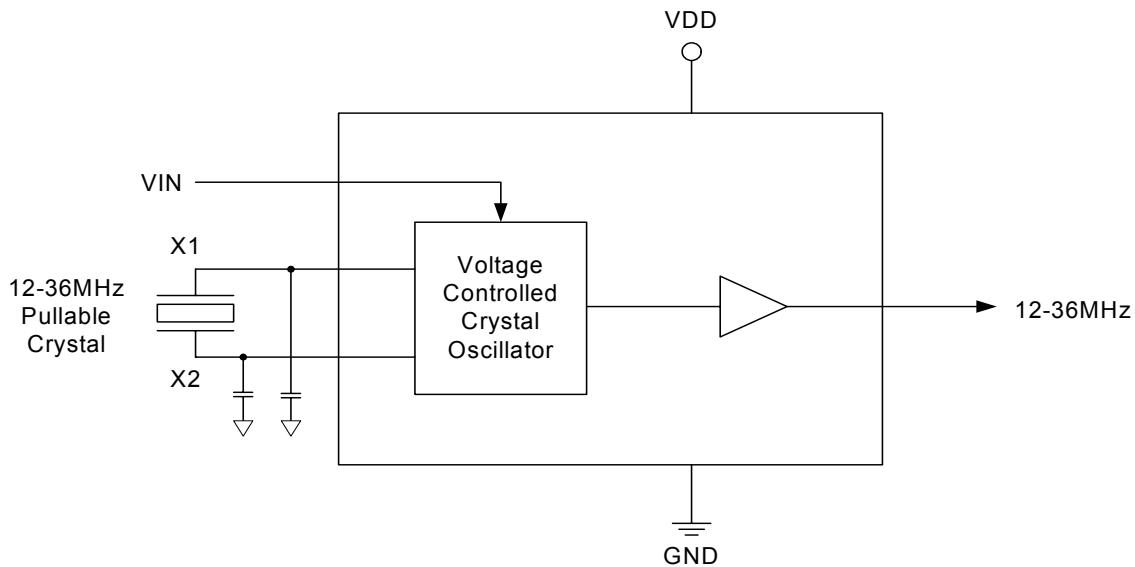 VDD
VIN
X1
12-36MHz
Pullable
Crystal
X2
Voltage
Controlled
Crystal
Oscillator
12-36MHz
GND